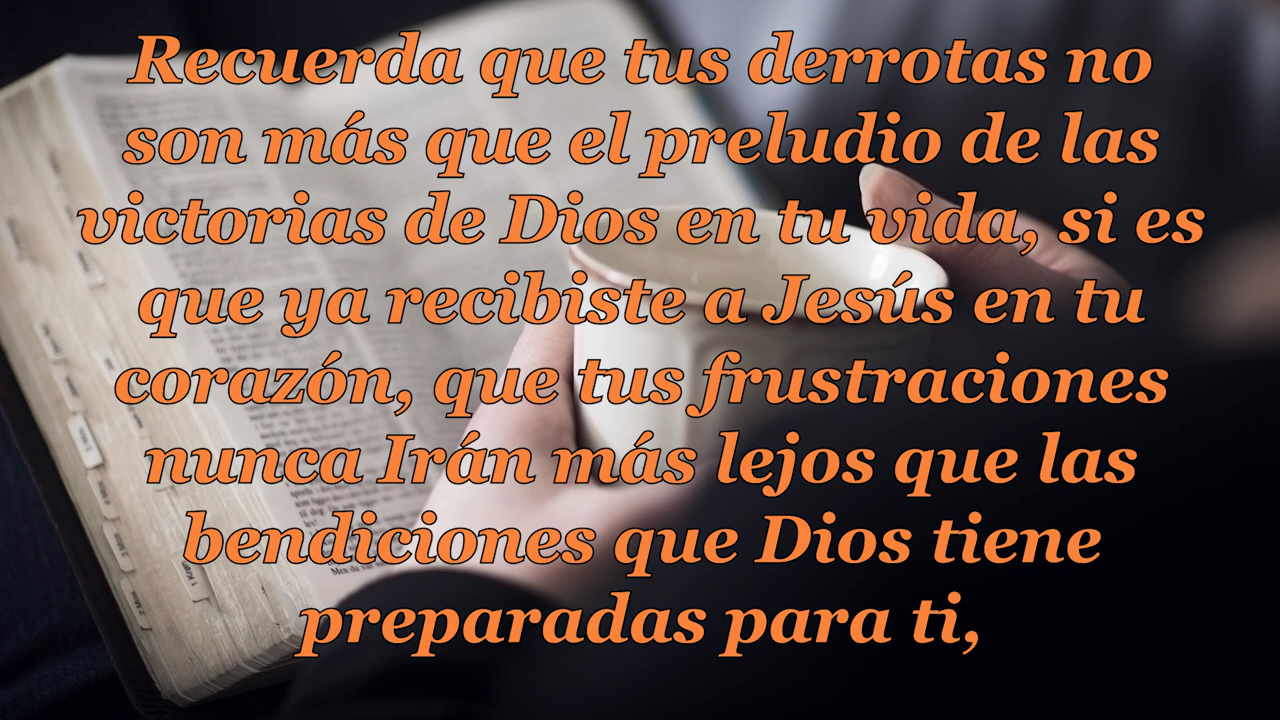 Recuerda que tus derrotas no
son más que el preludio de las
victorias de Dios en tu vida, si es
que ya recibiste a Jesús en tu
corazón, que tus frustraciones
nunca Irán más lejos que las
bendiciones que Dios tiene
preparadas para ti,